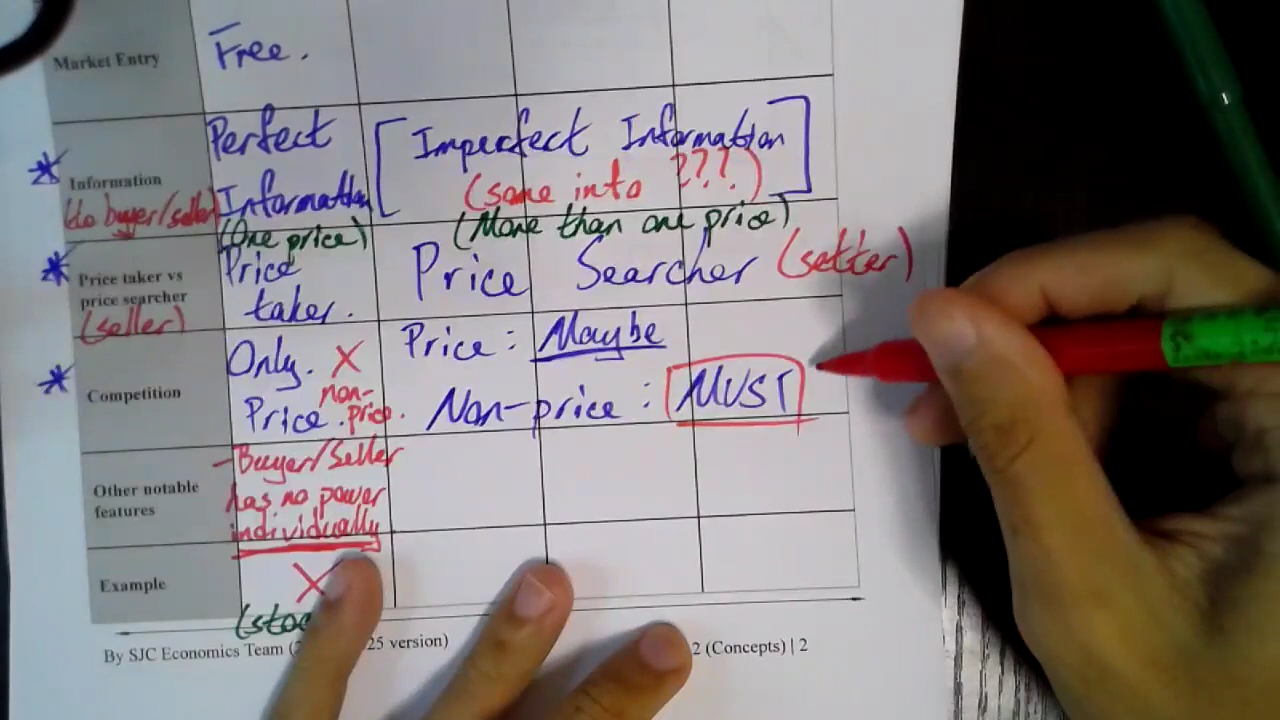 Market Entry
Free.
Information
(to buyer/seller)
Perfect
Information
(One price)
[Imperfect Information]
(some info ???)
(More than one price)
Price taker vs
price searcher
(seller)
Price
taker.
Price Searcher (setter)
Competition
Only. X
Price. non-
price.
Price: Maybe
Non-price: MUST
Other notable
features
-Buyer/Seller
has no power
individually
Example
X
By SJC Economics Team (2
25 version)
2 (Concepts) | 2